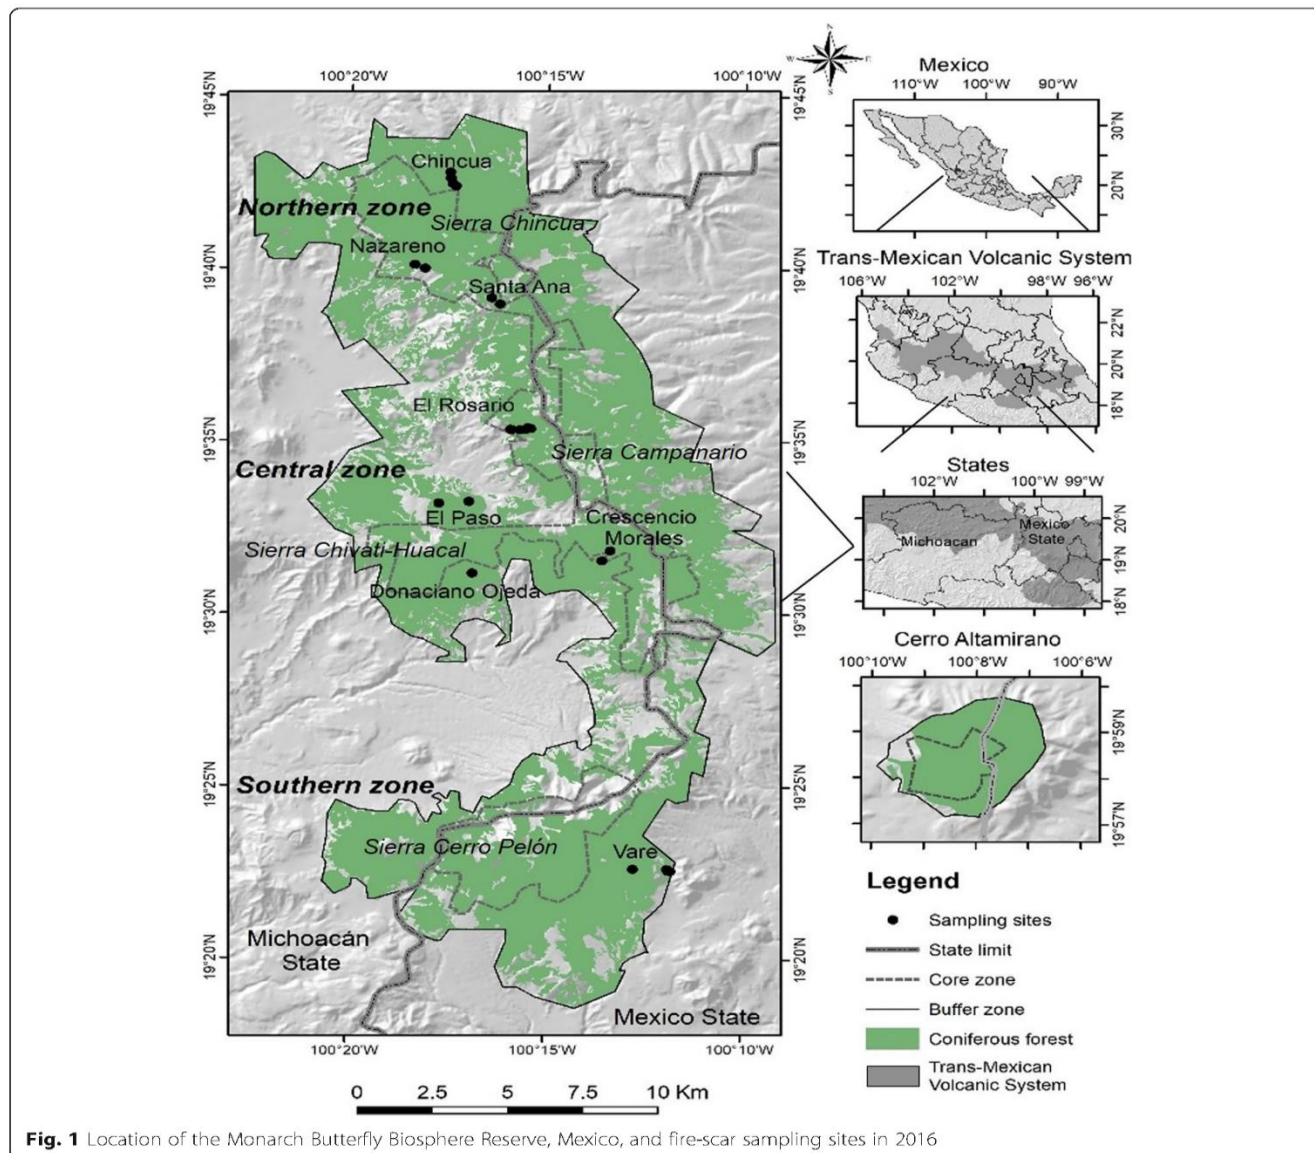 100°20'W 100°15'W 100°10'W
N
W E
S
Mexico
110°W 100°W 90°W
30°N
20°N
19°45'N
19°45'N
Chincua
Northern zone
Sierra Chincua
Nazareno
19°40'N
19°40'N
Santa Ana
El Rosario
19°35'N
19°35'N
Sierra Campanario
Central zone
El Paso
Crescencio
Morales
Sierra Chivati-Huacal
Donaciano Ojeda
19°30'N
19°30'N
Southern zone
19°25'N
19°25'N
Sierra Cerro Pelón
Vare
Michoacán
State
19°20'N
19°20'N
Mexico State
100°20'W 100°15'W 100°10'W
0 2.5 5 7.5 10 Km
Trans-Mexican Volcanic System
106°W 102°W 98°W 96°W
22°N
20°N
18°N
States
102°W 100°W 99°W
20°N
19°N
18°N
Michoacan
Mexico
State
Cerro Altamirano
100°10'W 100°8'W 100°6'W
19°59'N
19°57'N
Legend
Sampling sites
State limit
Core zone
Buffer zone
Coniferous forest
Trans-Mexican
Volcanic System
Fig. 1 Location of the Monarch Butterfly Biosphere Reserve, Mexico, and fire-scar sampling sites in 2016